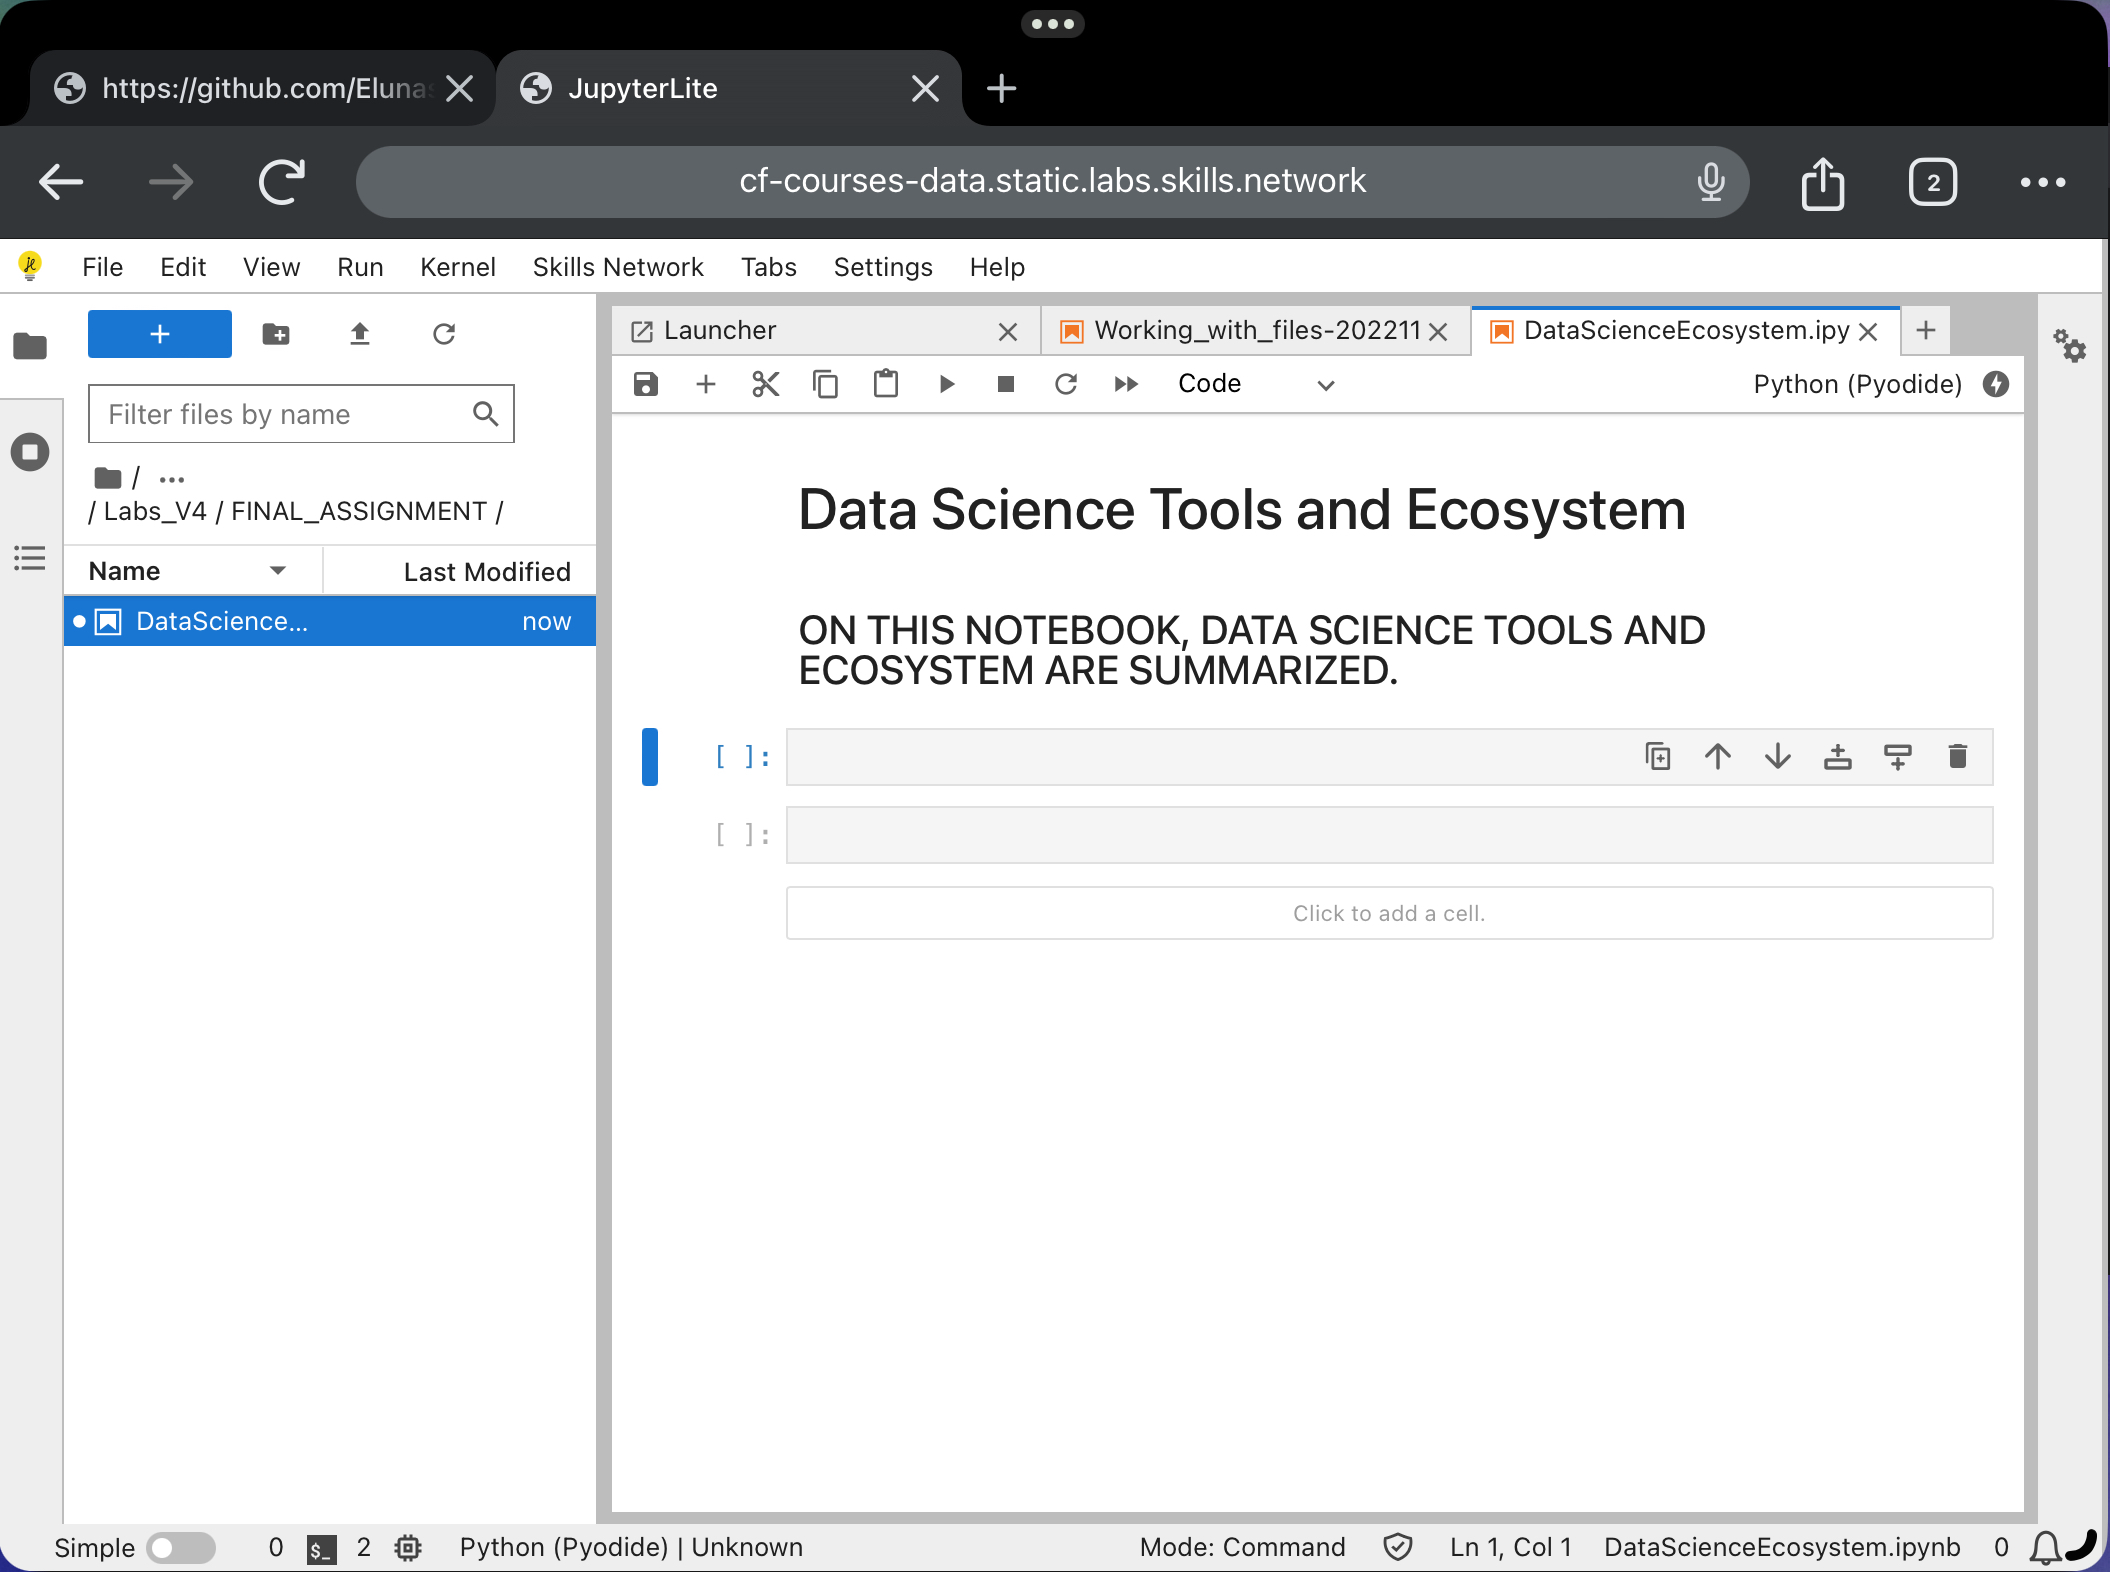 https://github.com/Eluna
JupyterLite
cf-courses-data.static.labs.skills.network
2
File Edit View Run Kernel Skills Network Tabs Settings Help
Launcher
Working_with_files-202211
DataScienceEcosystem.ipy
Filter files by name
Code
Python (Pyodide)
/ ...
/ Labs_V4 / FINAL_ASSIGNMENT /
Name Last Modified
DataScience... now
Data Science Tools and Ecosystem
ON THIS NOTEBOOK, DATA SCIENCE TOOLS AND
ECOSYSTEM ARE SUMMARIZED.
[ ]:
[ ]:
Click to add a cell.
Simple 0 $_ 2 Python (Pyodide) | Unknown Mode: Command Ln 1, Col 1 DataScienceEcosystem.ipynb 0